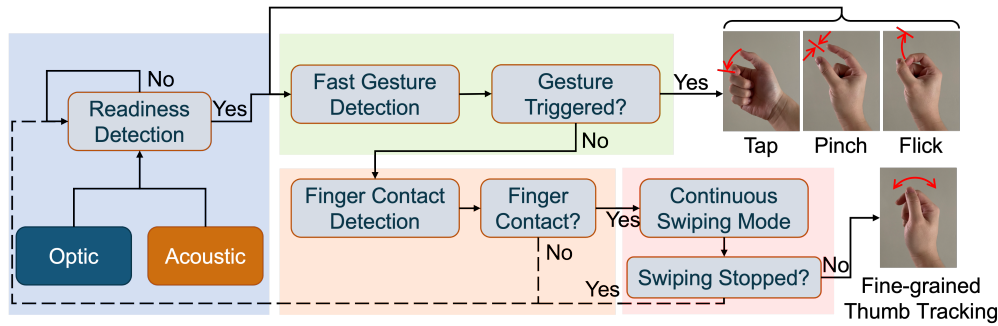 No
Readiness
Detection
Yes
Optic
Acoustic
Fast Gesture
Detection
Gesture
Triggered?
Yes
No
Tap
Pinch
Flick
Finger Contact
Detection
Finger
Contact?
Yes
No
Continuous
Swiping Mode
Swiping Stopped?
Yes
No
Fine-grained
Thumb Tracking